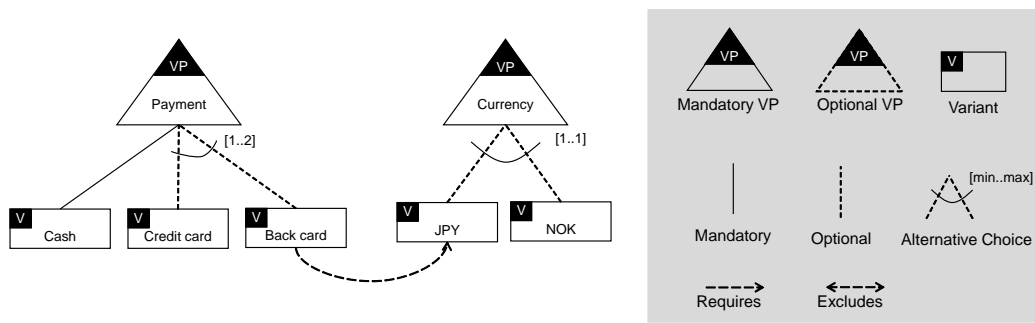 VP
Payment
[1..2]
V
Cash
V
Credit card
V
Back card
VP
Currency
[1..1]
V
JPY
V
NOK
VP
Mandatory VP
VP
Optional VP
V
Variant
Mandatory
Optional
[min..max]
Alternative Choice
Requires
Excludes